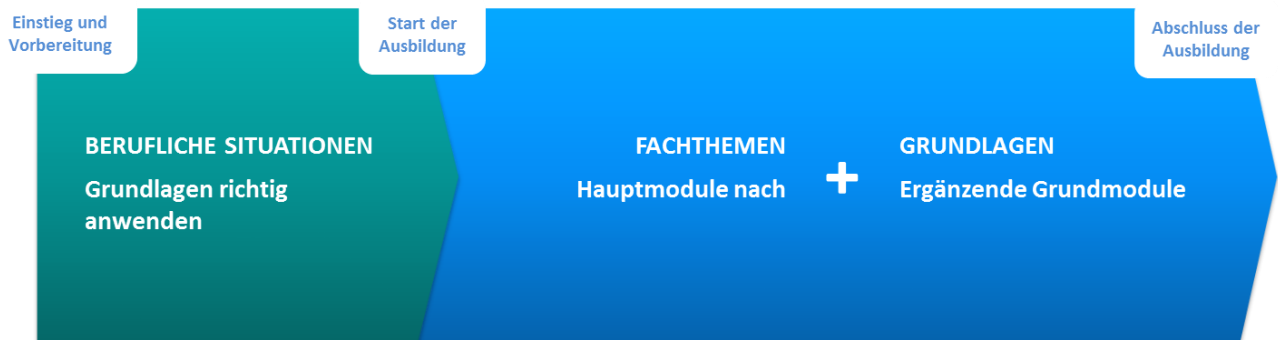 Einstieg und
Vorbereitung
Start der
Ausbildung
Abschluss der
Ausbildung
BERUFLICHE SITUATIONEN
Grundlagen richtig
anwenden
FACHTHEMEN
Hauptmodule nach
+
GRUNDLAGEN
Ergänzende Grundmodule